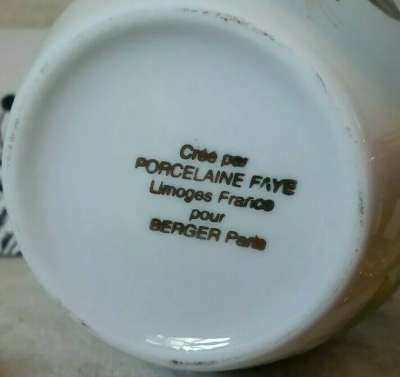 Crée par
PORCELAINE FAYE
Limoges France
pour
BERGER Paris